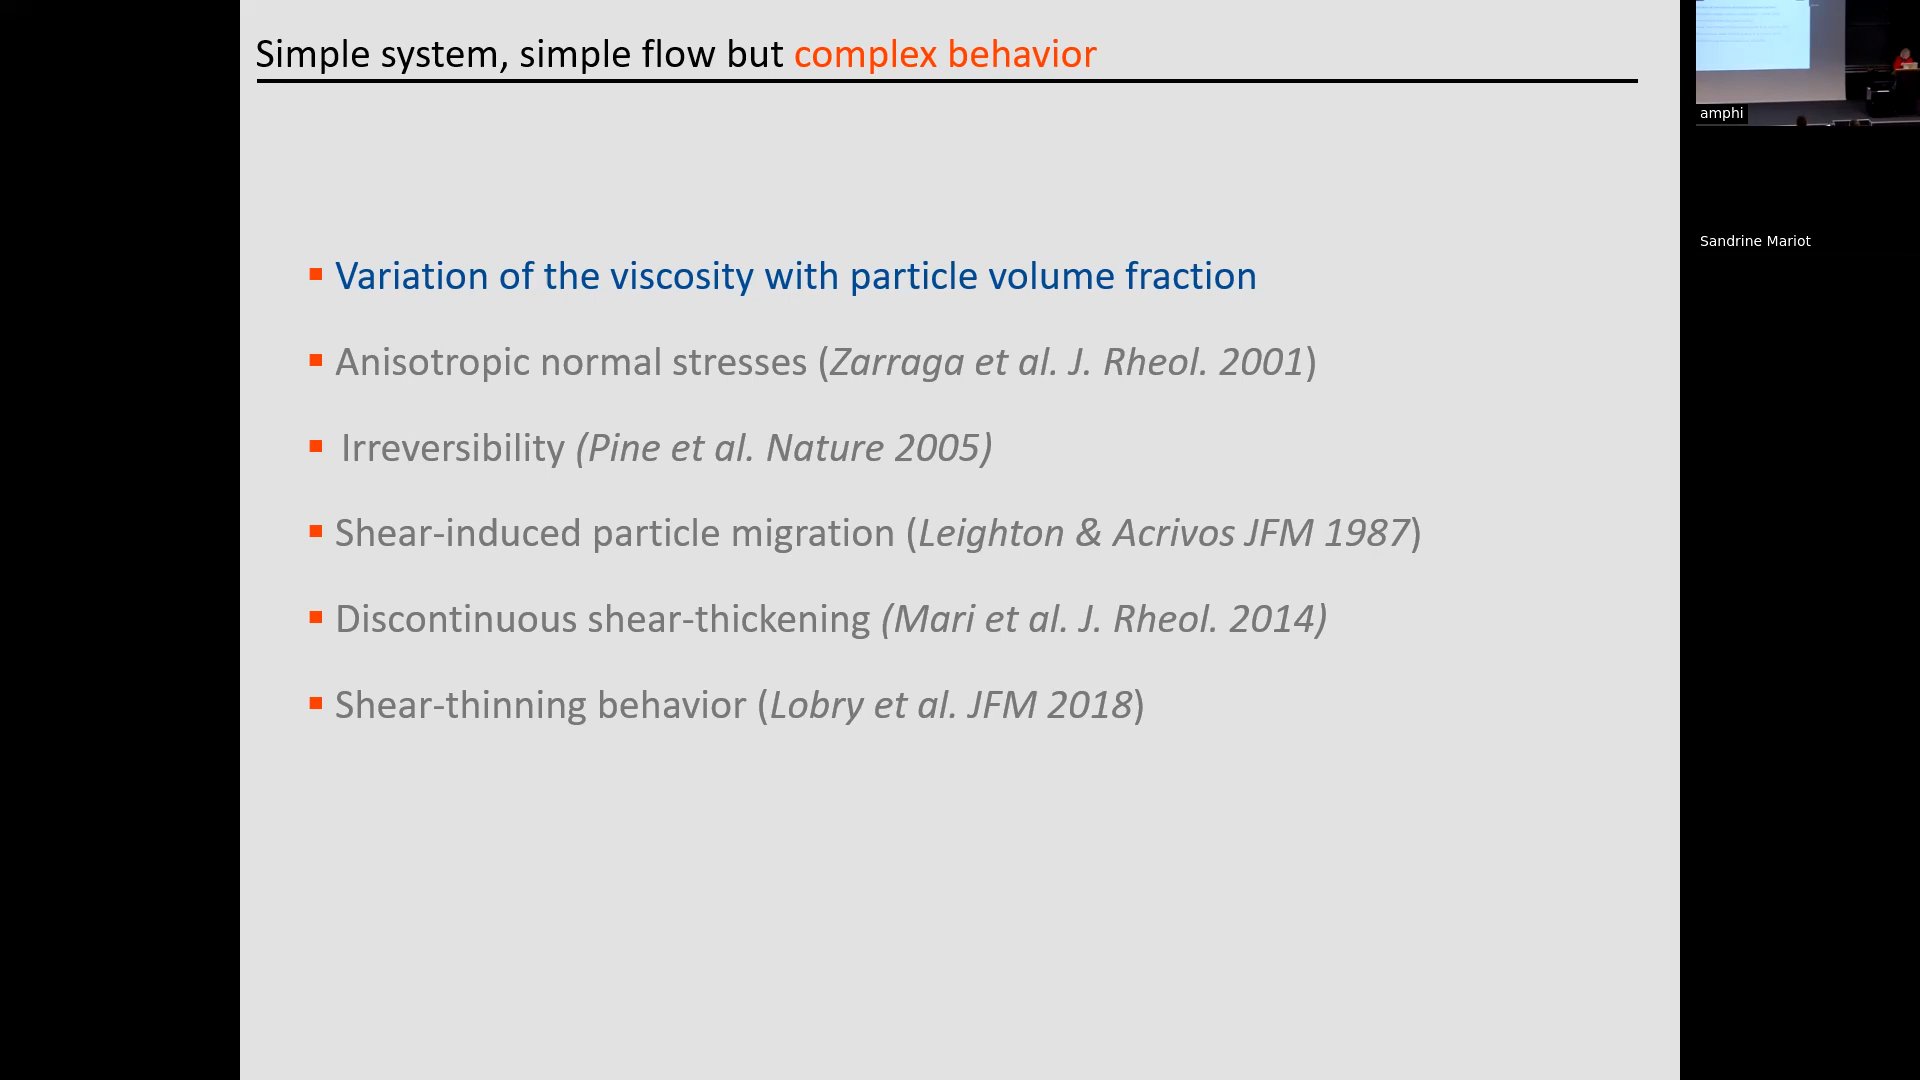 Simple system, simple flow but complex behavior
▪ Variation of the viscosity with particle volume fraction
▪ Anisotropic normal stresses (Zarraga et al. J. Rheol. 2001)
▪ Irreversibility (Pine et al. Nature 2005)
▪ Shear-induced particle migration (Leighton & Acrivos JFM 1987)
▪ Discontinuous shear-thickening (Mari et al. J. Rheol. 2014)
▪ Shear-thinning behavior (Lobry et al. JFM 2018)
amphi
Sandrine Mariot